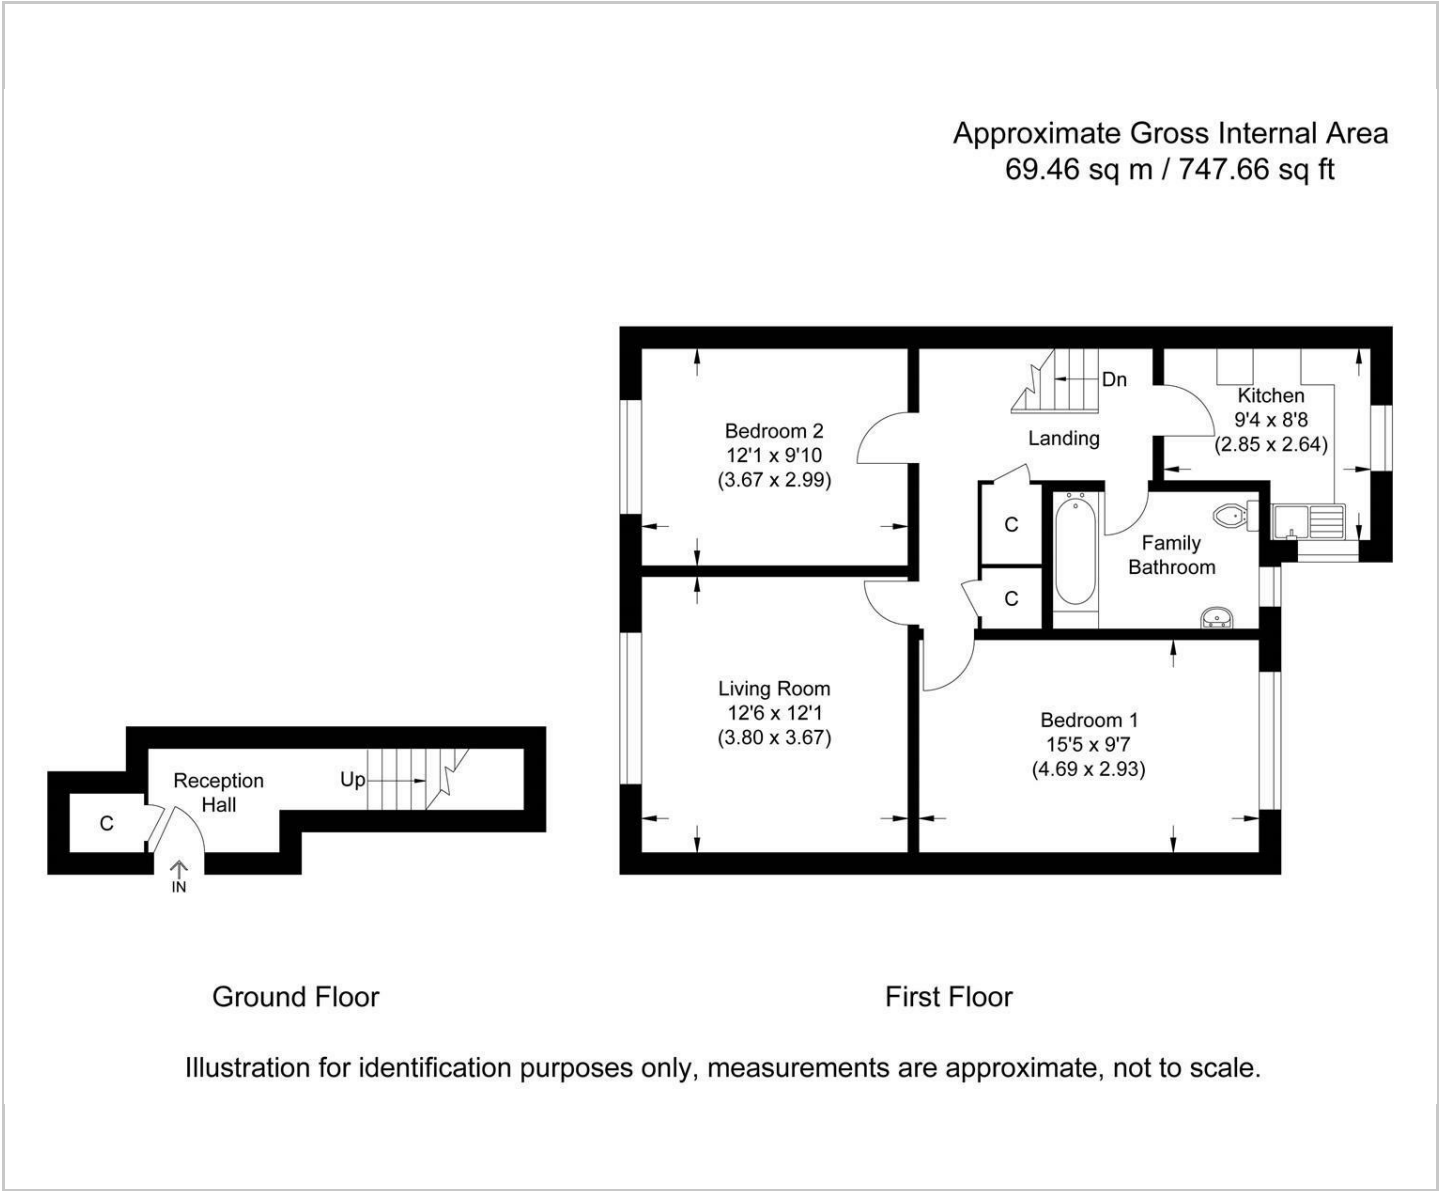 Approximate Gross Internal Area
69.46 sq m / 747.66 sq ft
Bedroom 2
12'1 x 9'10
(3.67 x 2.99)
Dn
Landing
Kitchen
9'4 x 8'8
(2.85 x 2.64)
C
Family
Bathroom
C
Living Room
12'6 x 12'1
(3.80 x 3.67)
Bedroom 1
15'5 x 9'7
(4.69 x 2.93)
Reception
Hall
Up
C
IN
Ground Floor
First Floor
Illustration for identification purposes only, measurements are approximate, not to scale.